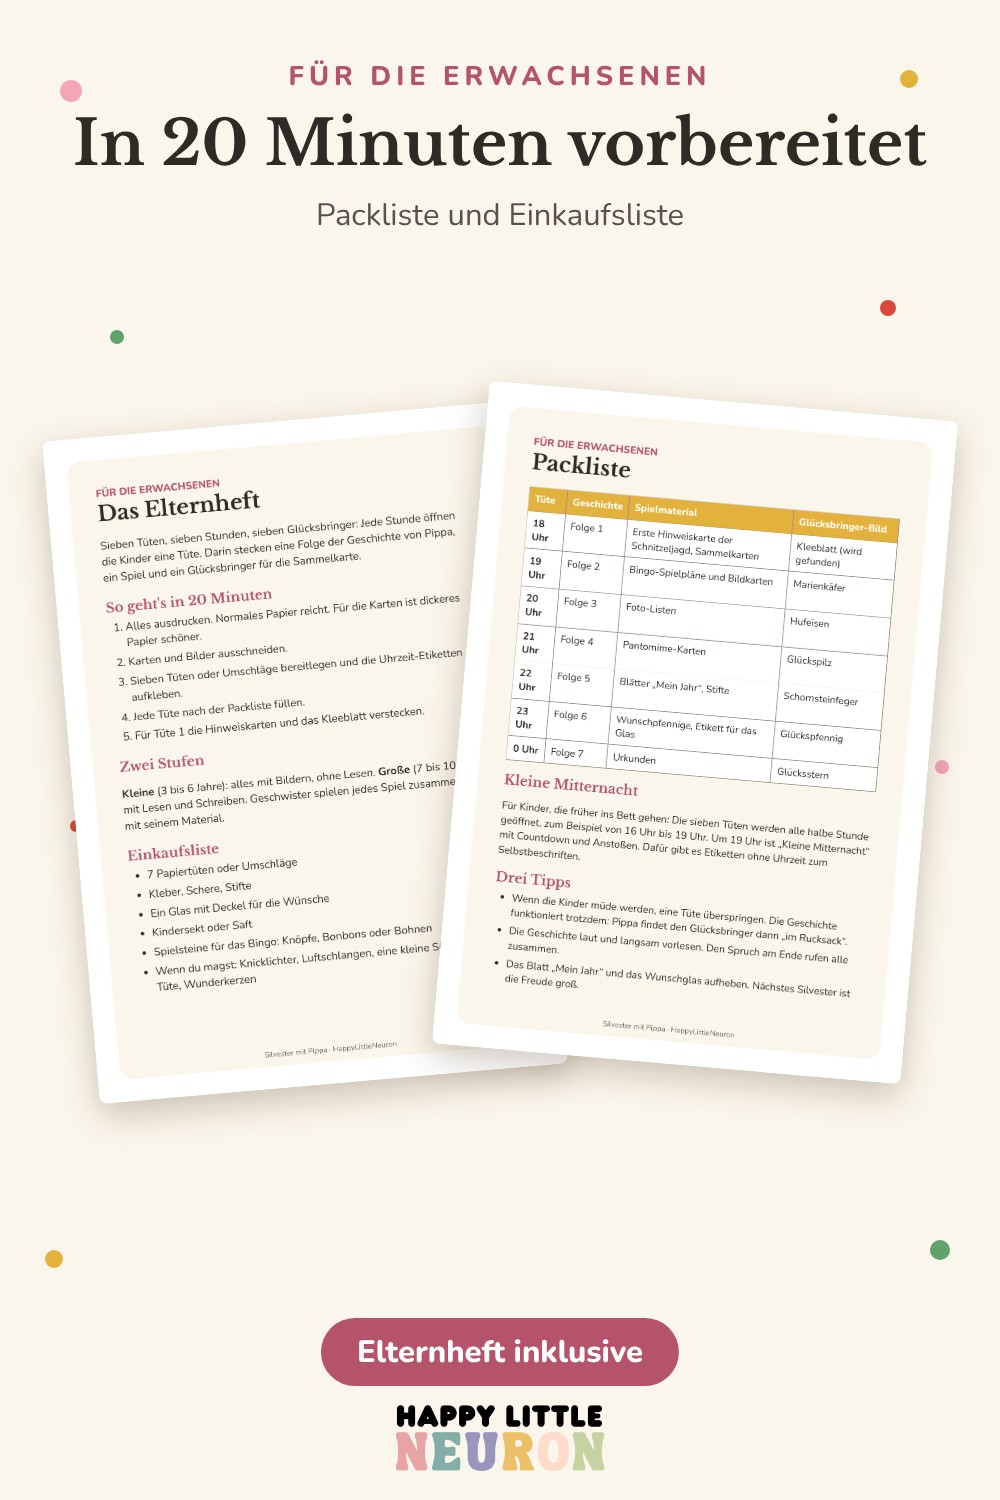 FÜR DIE ERWACHSENEN
In 20 Minuten vorbereitet
Packliste und Einkaufsliste
FÜR DIE ERWACHSENEN
Das Elternheft
Sieben Tüten, sieben Stunden, sieben Glücksbringer: Jede Stunde öffnen
die Kinder eine Tüte. Darin stecken eine Folge der Geschichte von Pippa,
ein Spiel und ein Glücksbringer für die Sammelkarte.
So geht's in 20 Minuten
1. Alles ausdrucken. Normales Papier reicht. Für die Karten ist dickeres
Papier schöner.
2. Karten und Bilder ausschneiden.
3. Sieben Tüten oder Umschläge bereitlegen und die Uhrzeit-Etiketten
aufkleben.
4. Jede Tüte nach der Packliste füllen.
5. Für Tüte 1 die Hinweiskarten und das Kleeblatt verstecken.
Zwei Stufen
Kleine (3 bis 6 Jahre): alles mit Bildern, ohne Lesen. Große (7 bis 10
mit Lesen und Schreiben. Geschwister spielen jedes Spiel zusamme
mit seinem Material.
Einkaufsliste
• 7 Papiertüten oder Umschläge
• Kleber, Schere, Stifte
• Ein Glas mit Deckel für die Wünsche
• Kindersekt oder Saft
• Spielsteine für das Bingo: Knöpfe, Bonbons oder Bohnen
• Wenn du magst: Knicklichter, Luftschlangen, eine kleine
Tüte, Wunderkerzen
Silvester mit Pippa · HappyLittleNeuron
FÜR DIE ERWACHSENEN
Packliste
Tüte Geschichte Spielmaterial Glücksbringer-Bild
18 Uhr Folge 1 Erste Hinweiskarte der Schnitzeljagd, Sammelkarten Kleeblatt (wird gefunden)
19 Uhr Folge 2 Bingo-Spielpläne und Bildkarten Marienkäfer
20 Uhr Folge 3 Foto-Listen Hufeisen
21 Uhr Folge 4 Pantomime-Karten Glückspilz
22 Uhr Folge 5 Blätter „Mein Jahr“, Stifte Schornsteinfeger
23 Uhr Folge 6 Wunschpfennige, Etikett für das Glas Glückspfennig
0 Uhr Folge 7 Urkunden Glücksstern
Kleine Mitternacht
Für Kinder, die früher ins Bett gehen: Die sieben Tüten werden alle halbe Stunde
geöffnet, zum Beispiel von 16 Uhr bis 19 Uhr. Um 19 Uhr ist „Kleine Mitternacht“
mit Countdown und Anstoßen. Dafür gibt es Etiketten ohne Uhrzeit zum
Selbstbeschriften.
Drei Tipps
• Wenn die Kinder müde werden, eine Tüte überspringen. Die Geschichte
funktioniert trotzdem: Pippa findet den Glücksbringer dann „im Rucksack“.
• Die Geschichte laut und langsam vorlesen. Den Spruch am Ende rufen alle
zusammen.
• Das Blatt „Mein Jahr“ und das Wunschglas aufheben. Nächstes Silvester ist
die Freude groß.
Silvester mit Pippa · HappyLittleNeuron
Elternheft inklusive
HAPPY LITTLE
NEURON